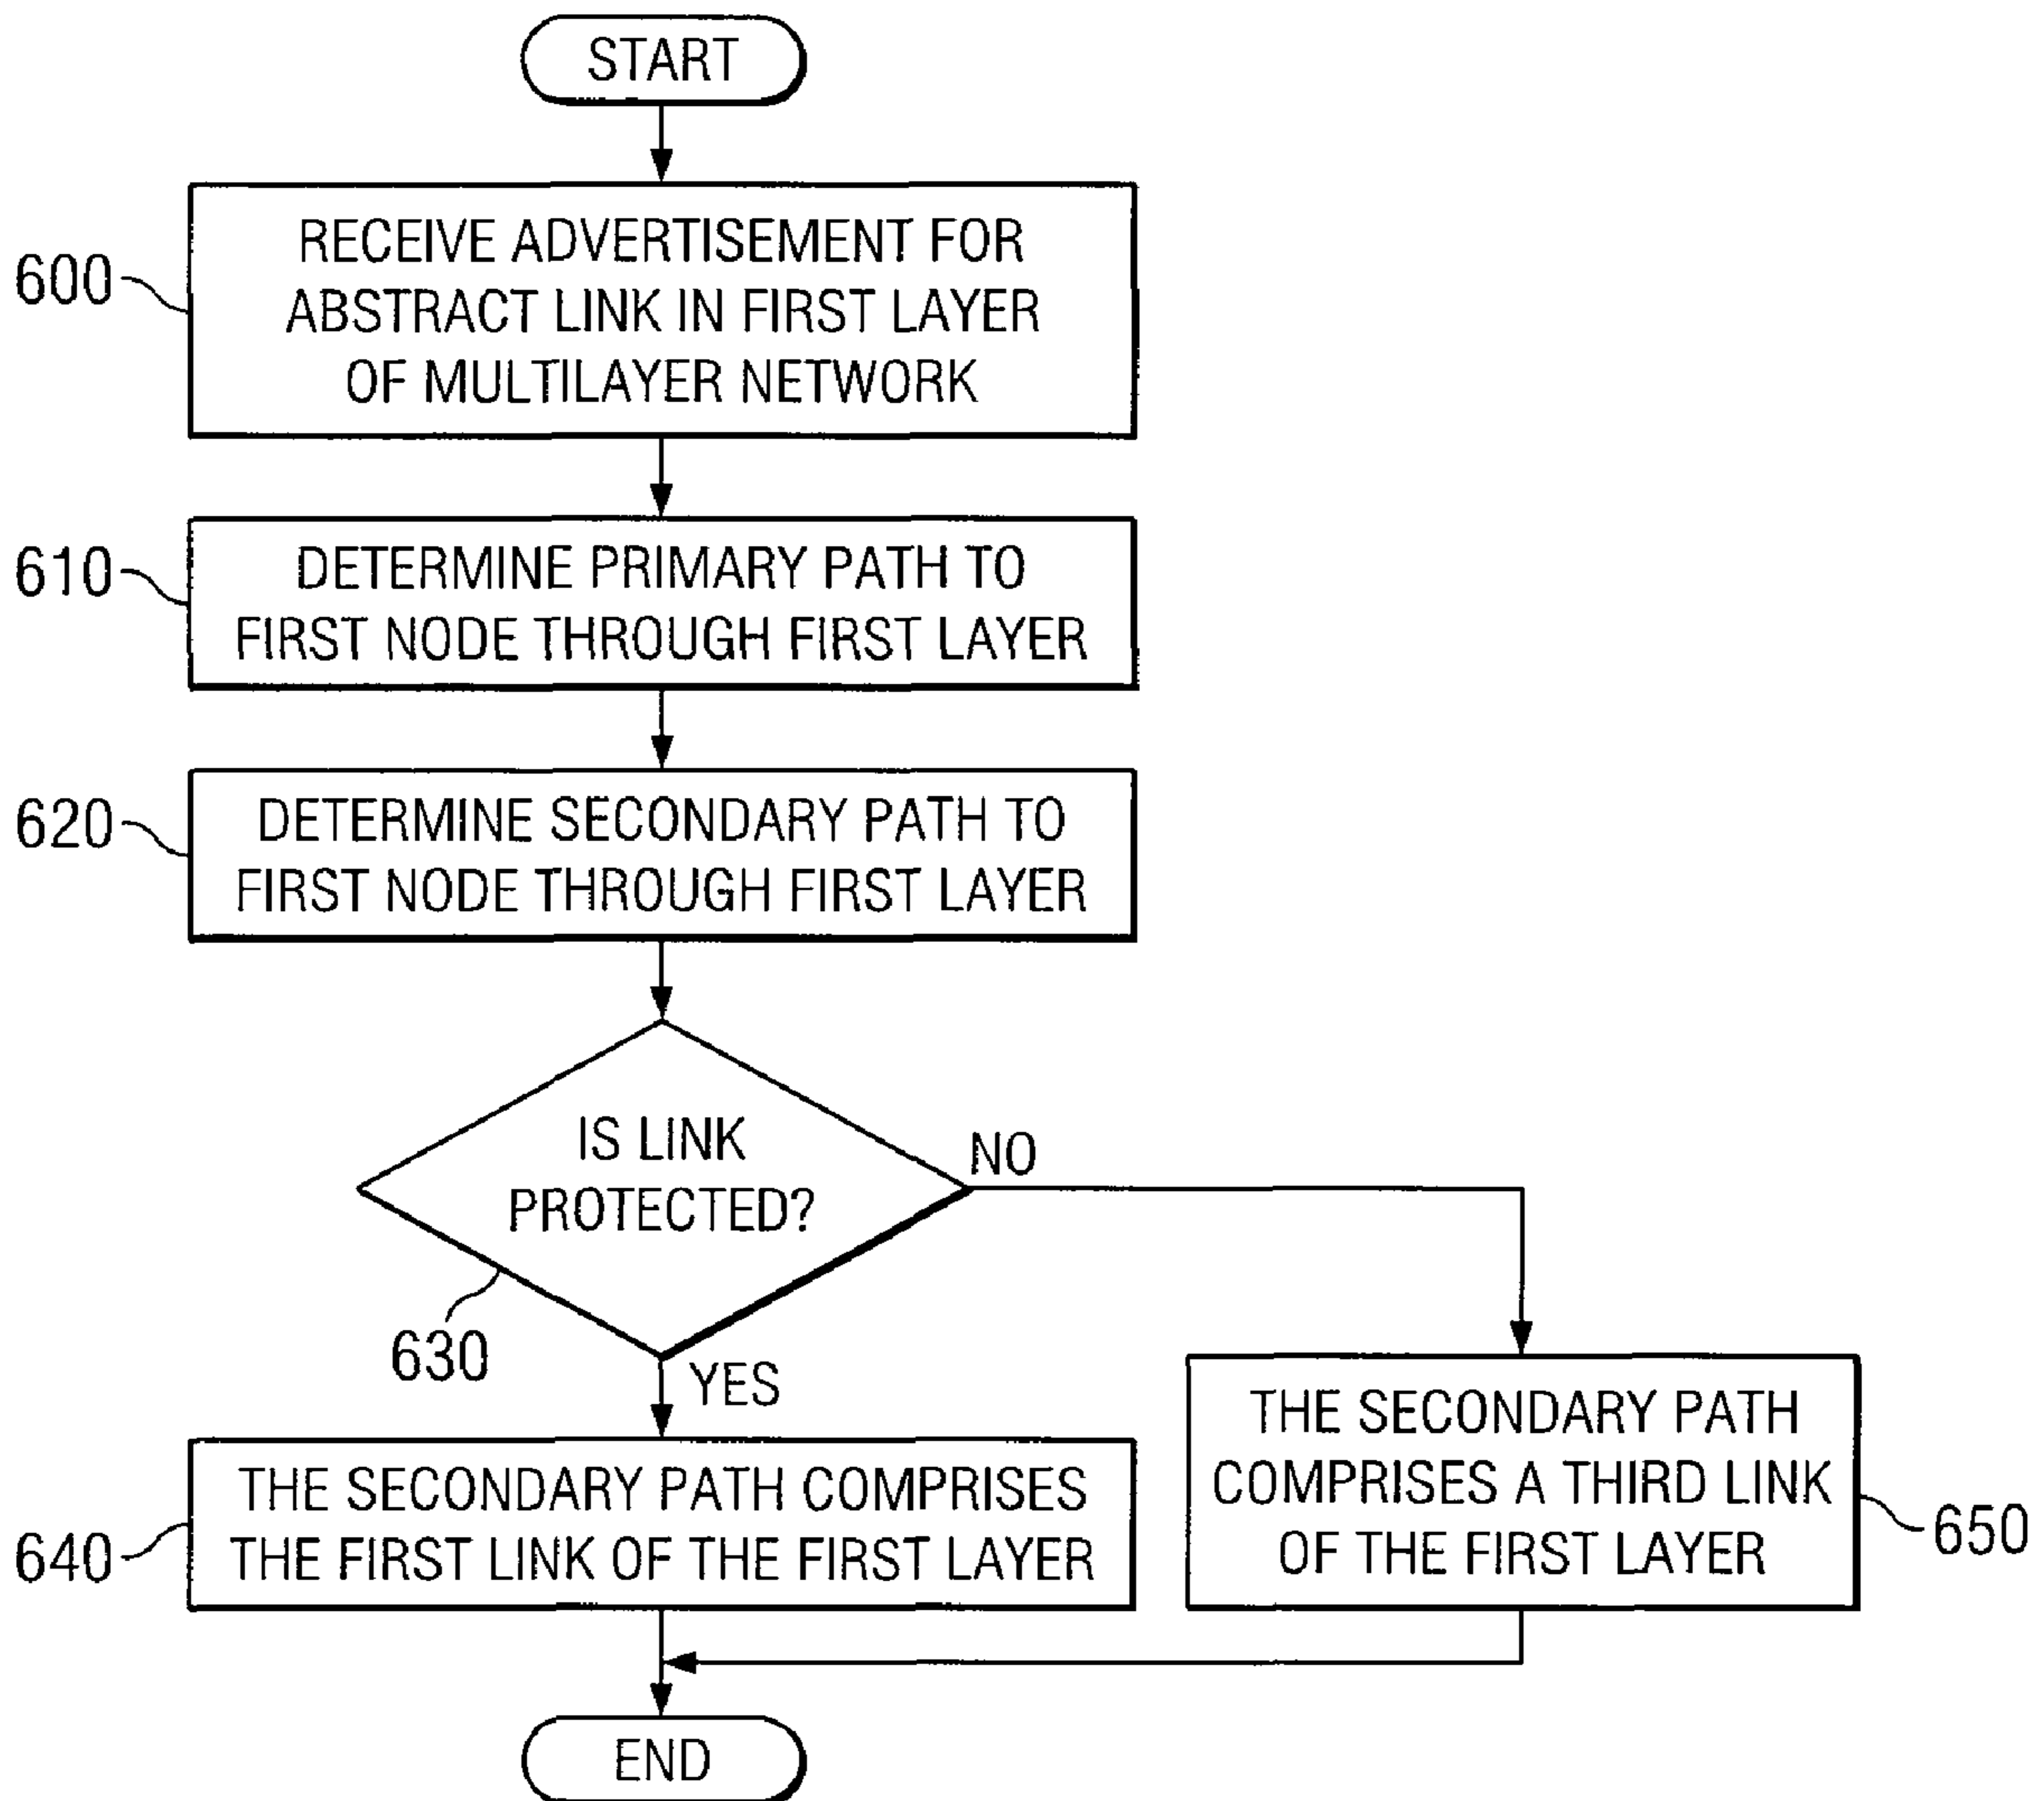 START
600
RECEIVE ADVERTISEMENT FOR
ABSTRACT LINK IN FIRST LAYER
OF MULTILAYER NETWORK
610
DETERMINE PRIMARY PATH TO
FIRST NODE THROUGH FIRST LAYER
620
DETERMINE SECONDARY PATH TO
FIRST NODE THROUGH FIRST LAYER
IS LINK
PROTECTED?
NO
630
YES
640
THE SECONDARY PATH COMPRISES
THE FIRST LINK OF THE FIRST LAYER
THE SECONDARY PATH
COMPRISES A THIRD LINK
OF THE FIRST LAYER
650
END